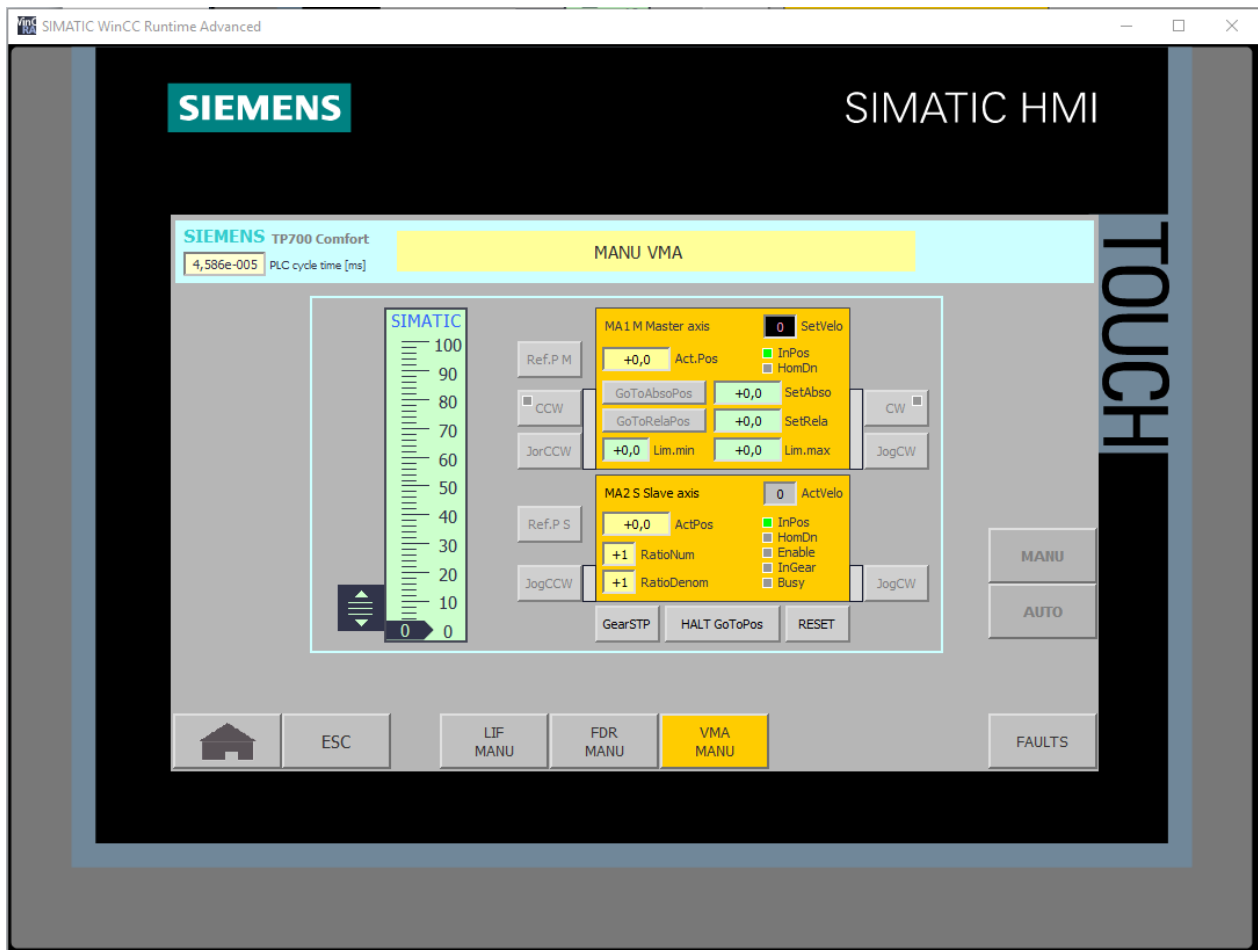 SIMATIC WinCC Runtime Advanced
SIEMENS
SIMATIC HMI
TOUCH
SIEMENS TP700 Comfort
4,586e-005 PLC cycle time [ms]
MANU VMA
SIMATIC
100
90
80
70
60
50
40
30
20
10
0 0
Ref.P M
CCW
JorCCW
Ref.P S
JogCCW
MA1 M Master axis 0 SetVelo
+0,0 Act.Pos InPos
HomDn
GoToAbsoPos +0,0 SetAbso
GoToRelaPos +0,0 SetRela
+0,0 Lim.min +0,0 Lim.max
MA2 S Slave axis 0 ActVelo
+0,0 ActPos InPos
HomDn
+1 RatioNum Enable
InGear
+1 RatioDenom Busy
GearSTP HALT GoToPos RESET
CW
JogCW
JogCW
MANU
AUTO
ESC
LIF
MANU
FDR
MANU
VMA
MANU
FAULTS